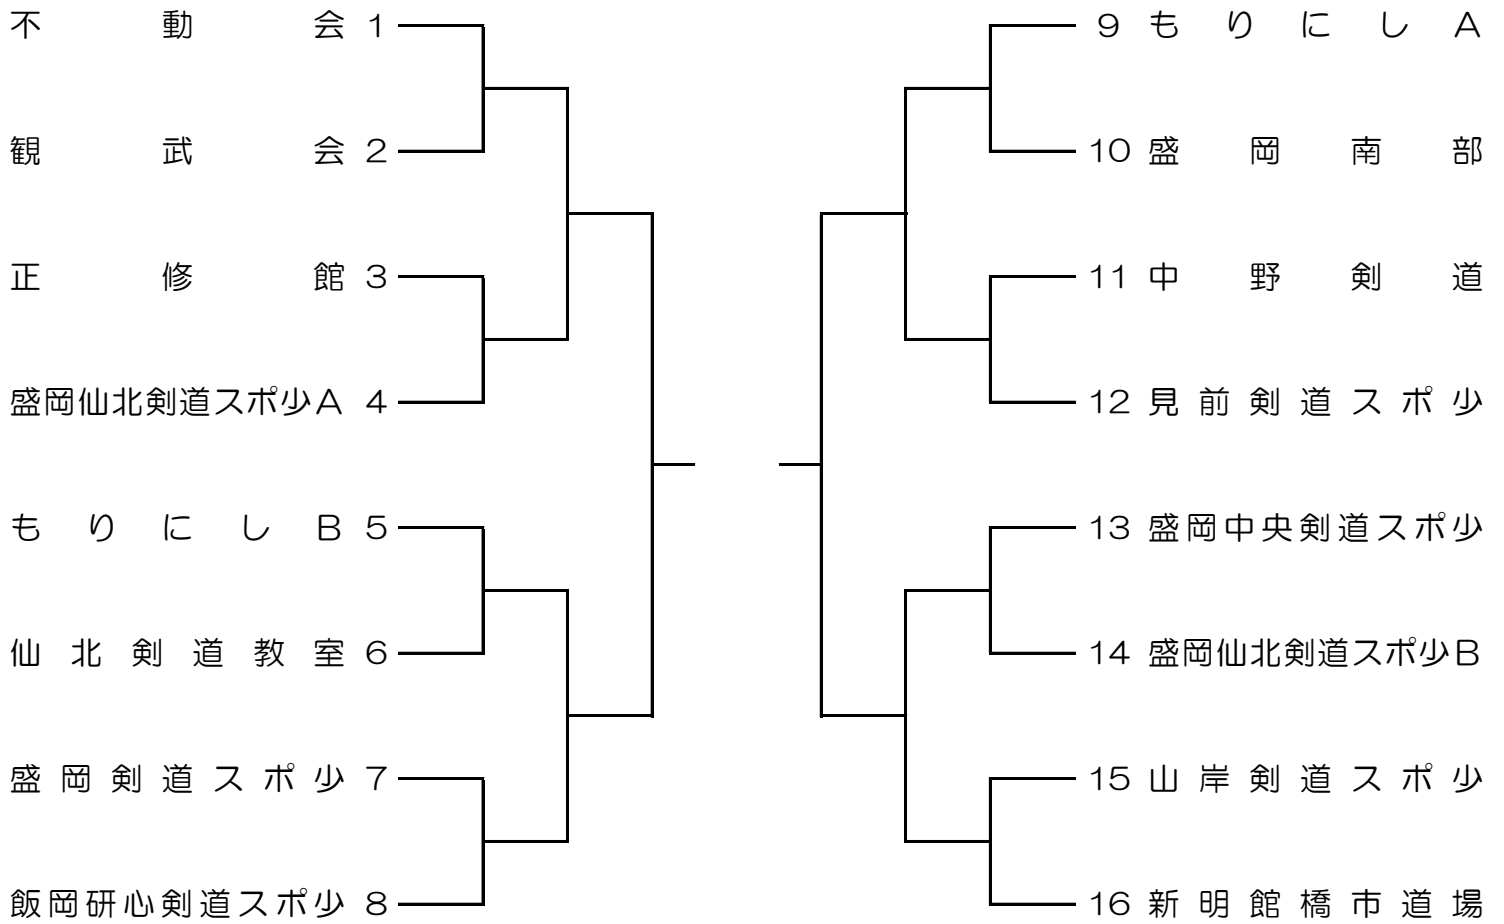 不動会 1
観武会 2
正修館 3
盛岡仙北剣道スポ少A 4
もりにしB 5
仙北剣道教室 6
盛岡剣道スポ少 7
飯岡研心剣道スポ少 8
9 もりにしA
10 盛岡南部
11 中野剣道
12 見前剣道スポ少
13 盛岡中央剣道スポ少
14 盛岡仙北剣道スポ少B
15 山岸剣道スポ少
16 新明館橋市道場